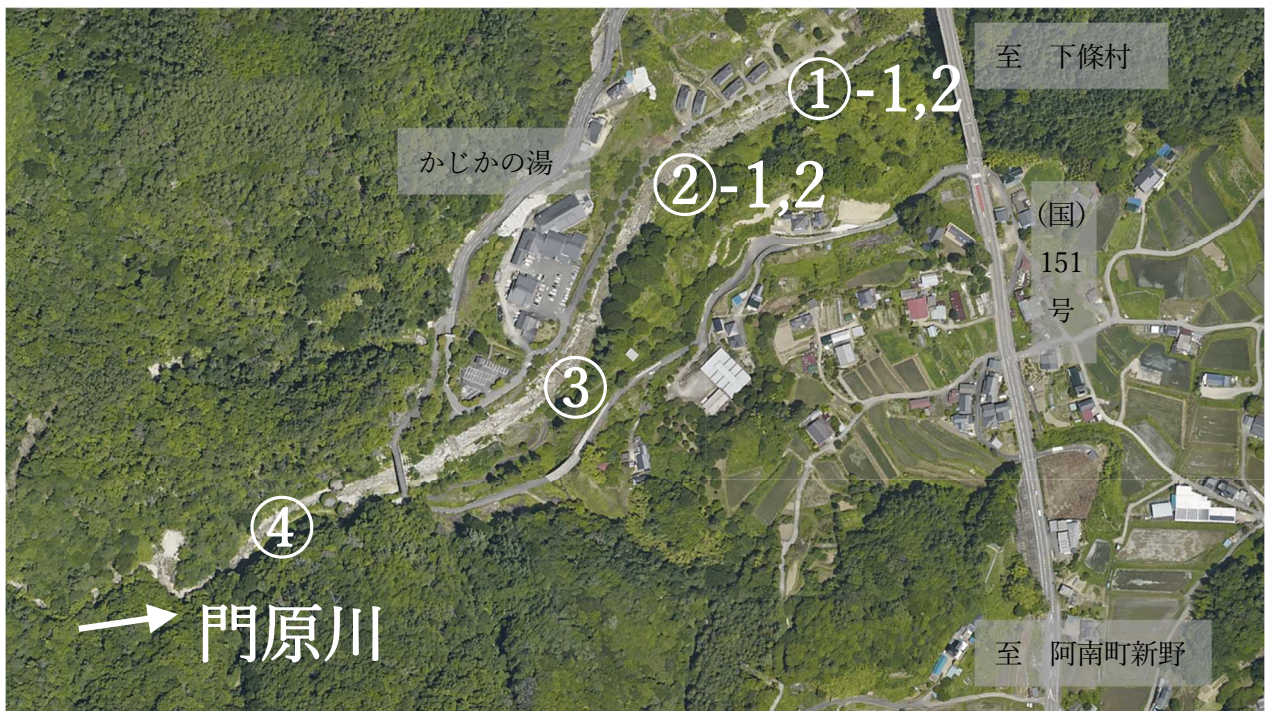 至　下條村
①-1,2
かじかの湯
②-1,2
(国)
151
号
③
④
門原川
至　阿南町新野